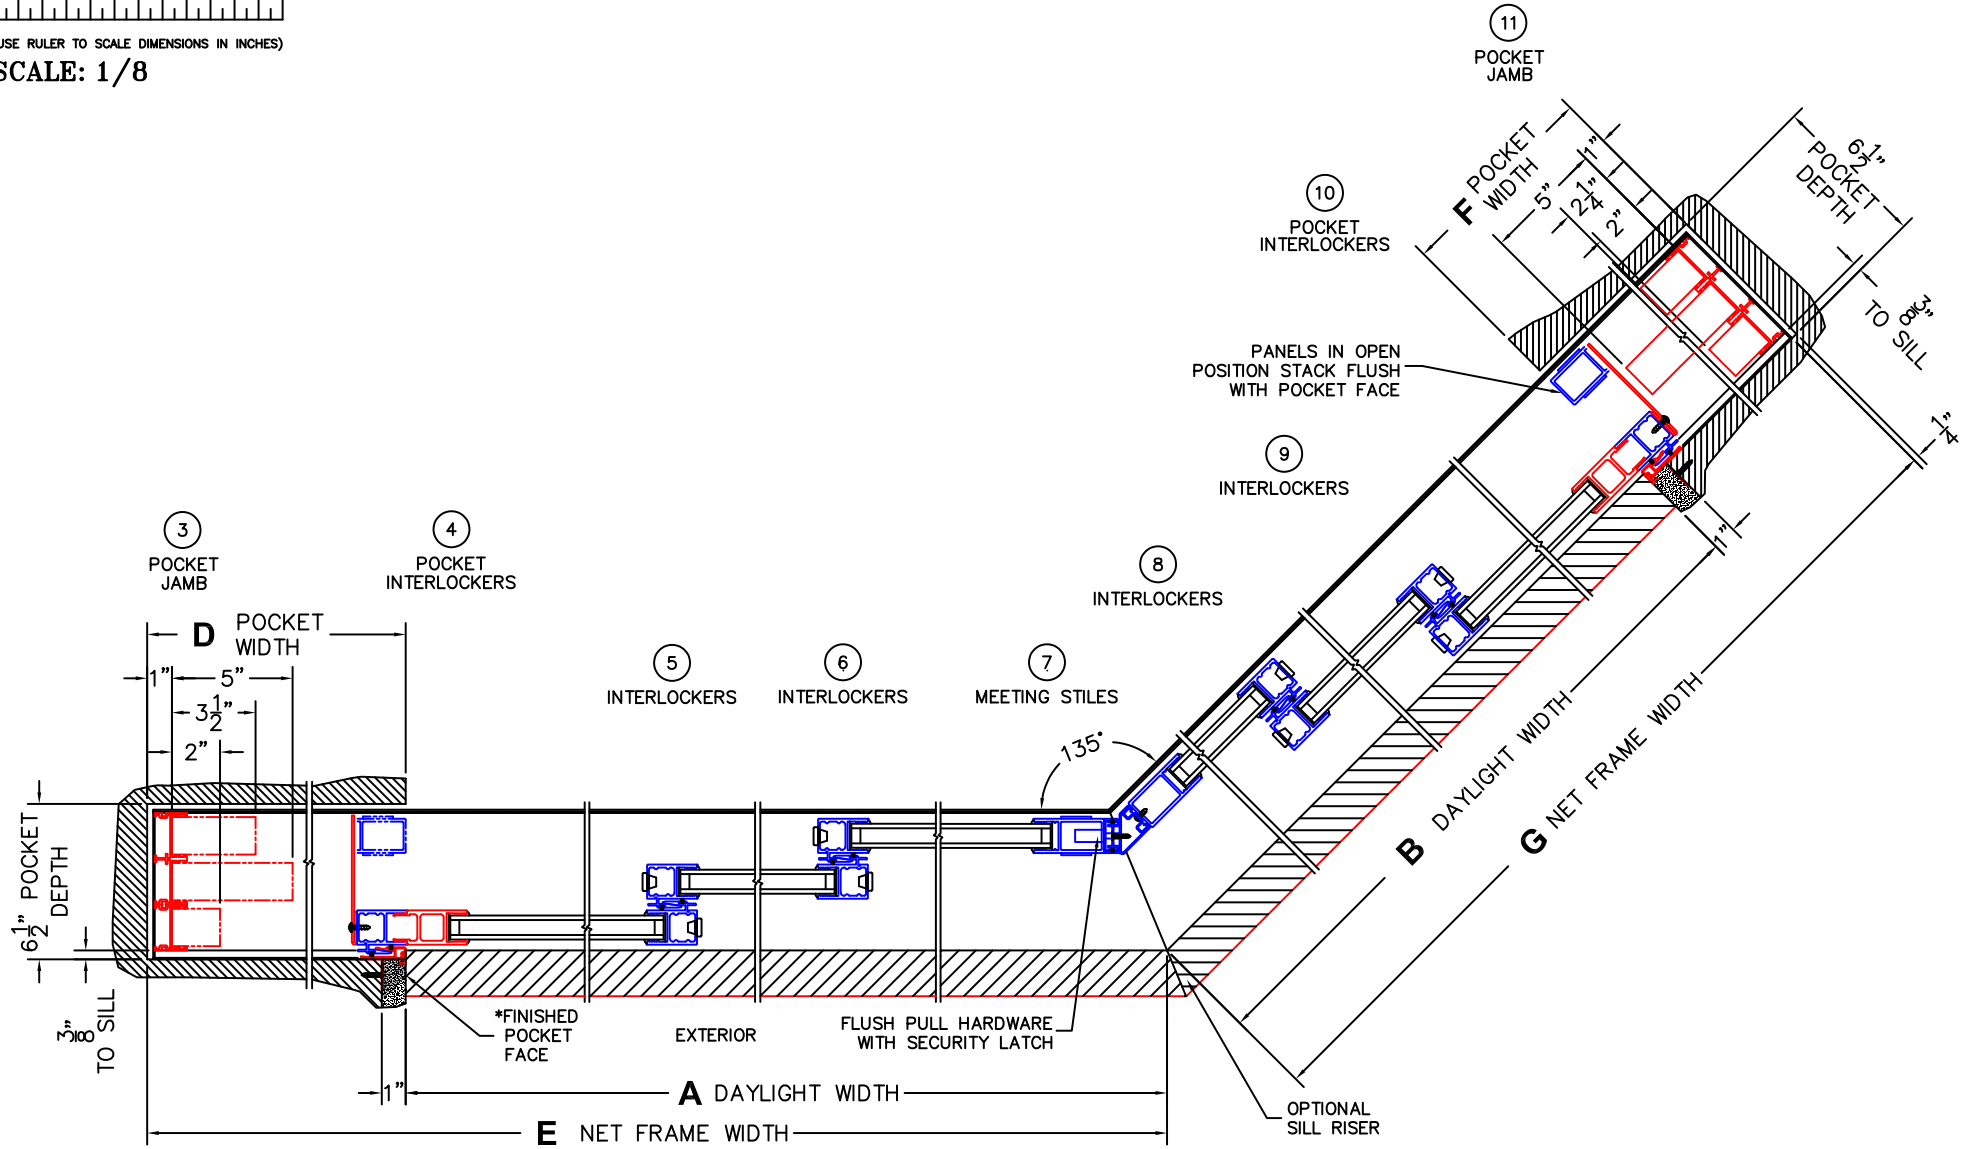 USE RULER TO SCALE DIMENSIONS IN INCHES)
SCALE: 1/8
11
POCKET
JAMB
6 1/2"
POCKET
DEPTH
F POCKET
WIDTH
1"
5"
2 1/4"
2"
10
POCKET
INTERLOCKERS
3/8"
TO SILL
PANELS IN OPEN
POSITION STACK FLUSH
WITH POCKET FACE
1/4"
9
INTERLOCKERS
1"
3
POCKET
JAMB
4
POCKET
INTERLOCKERS
8
INTERLOCKERS
D POCKET
WIDTH
1"
5"
3 1/2"
2"
5
INTERLOCKERS
6
INTERLOCKERS
7
MEETING STILES
135°
B DAYLIGHT WIDTH
G NET FRAME WIDTH
6 1/2" POCKET
DEPTH
3/8"
TO SILL
*FINISHED
POCKET
FACE
EXTERIOR
FLUSH PULL HARDWARE
WITH SECURITY LATCH
1"
A DAYLIGHT WIDTH
E NET FRAME WIDTH
OPTIONAL
SILL RISER